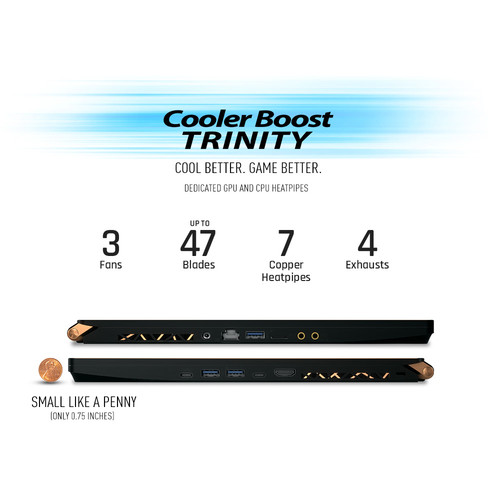 Cooler Boost
TRINITY
COOL BETTER. GAME BETTER.
DEDICATED GPU AND CPU HEATPIPES
3
Fans
UP TO
47
Blades
7
Copper
Heatpipes
4
Exhausts
SMALL LIKE A PENNY
(ONLY 0.75 INCHES)